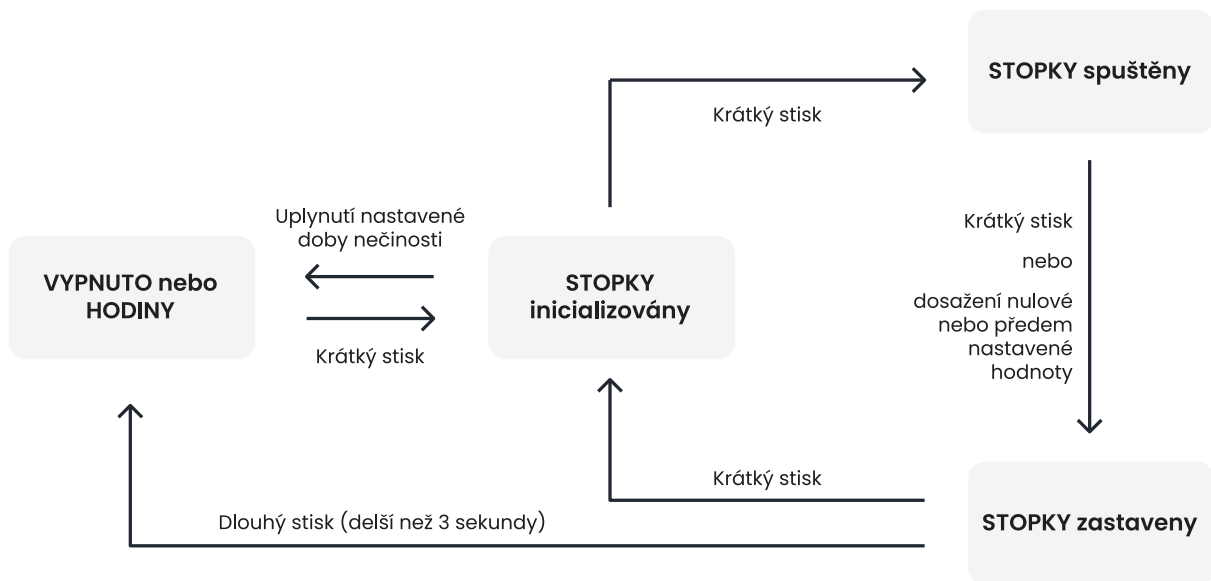 STOPKY spuštěny
Krátký stisk
Uplynutí nastavené
doby nečinosti
Krátký stisk
nebo
dosažení nulové
nebo předem
nastavené
hodnoty
VYPNUTO nebo
HODINY
STOPKY
inicializovány
Krátký stisk
Krátký stisk
Dlouhý stisk (delší než 3 sekundy)
STOPKY zastaveny